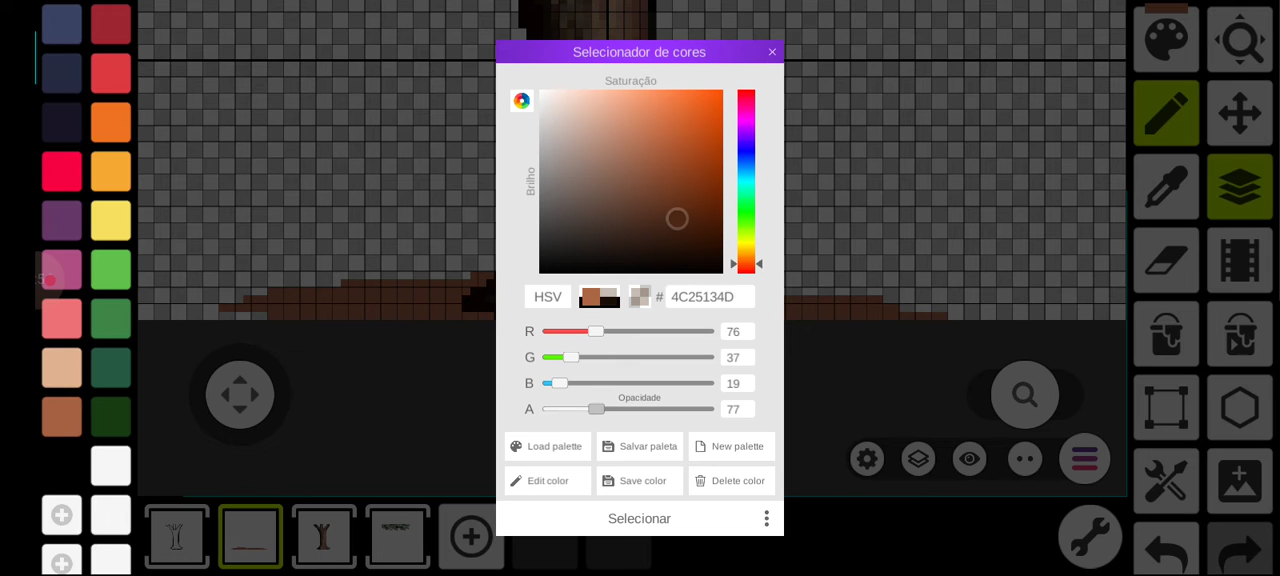 Selecionador de cores
Saturação
Brilho
HSV
# 4C25134D
R 76
G 37
B 19
Opacidade
A 77
Load palette
Salvar paleta
New palette
Edit color
Save color
Delete color
Selecionar